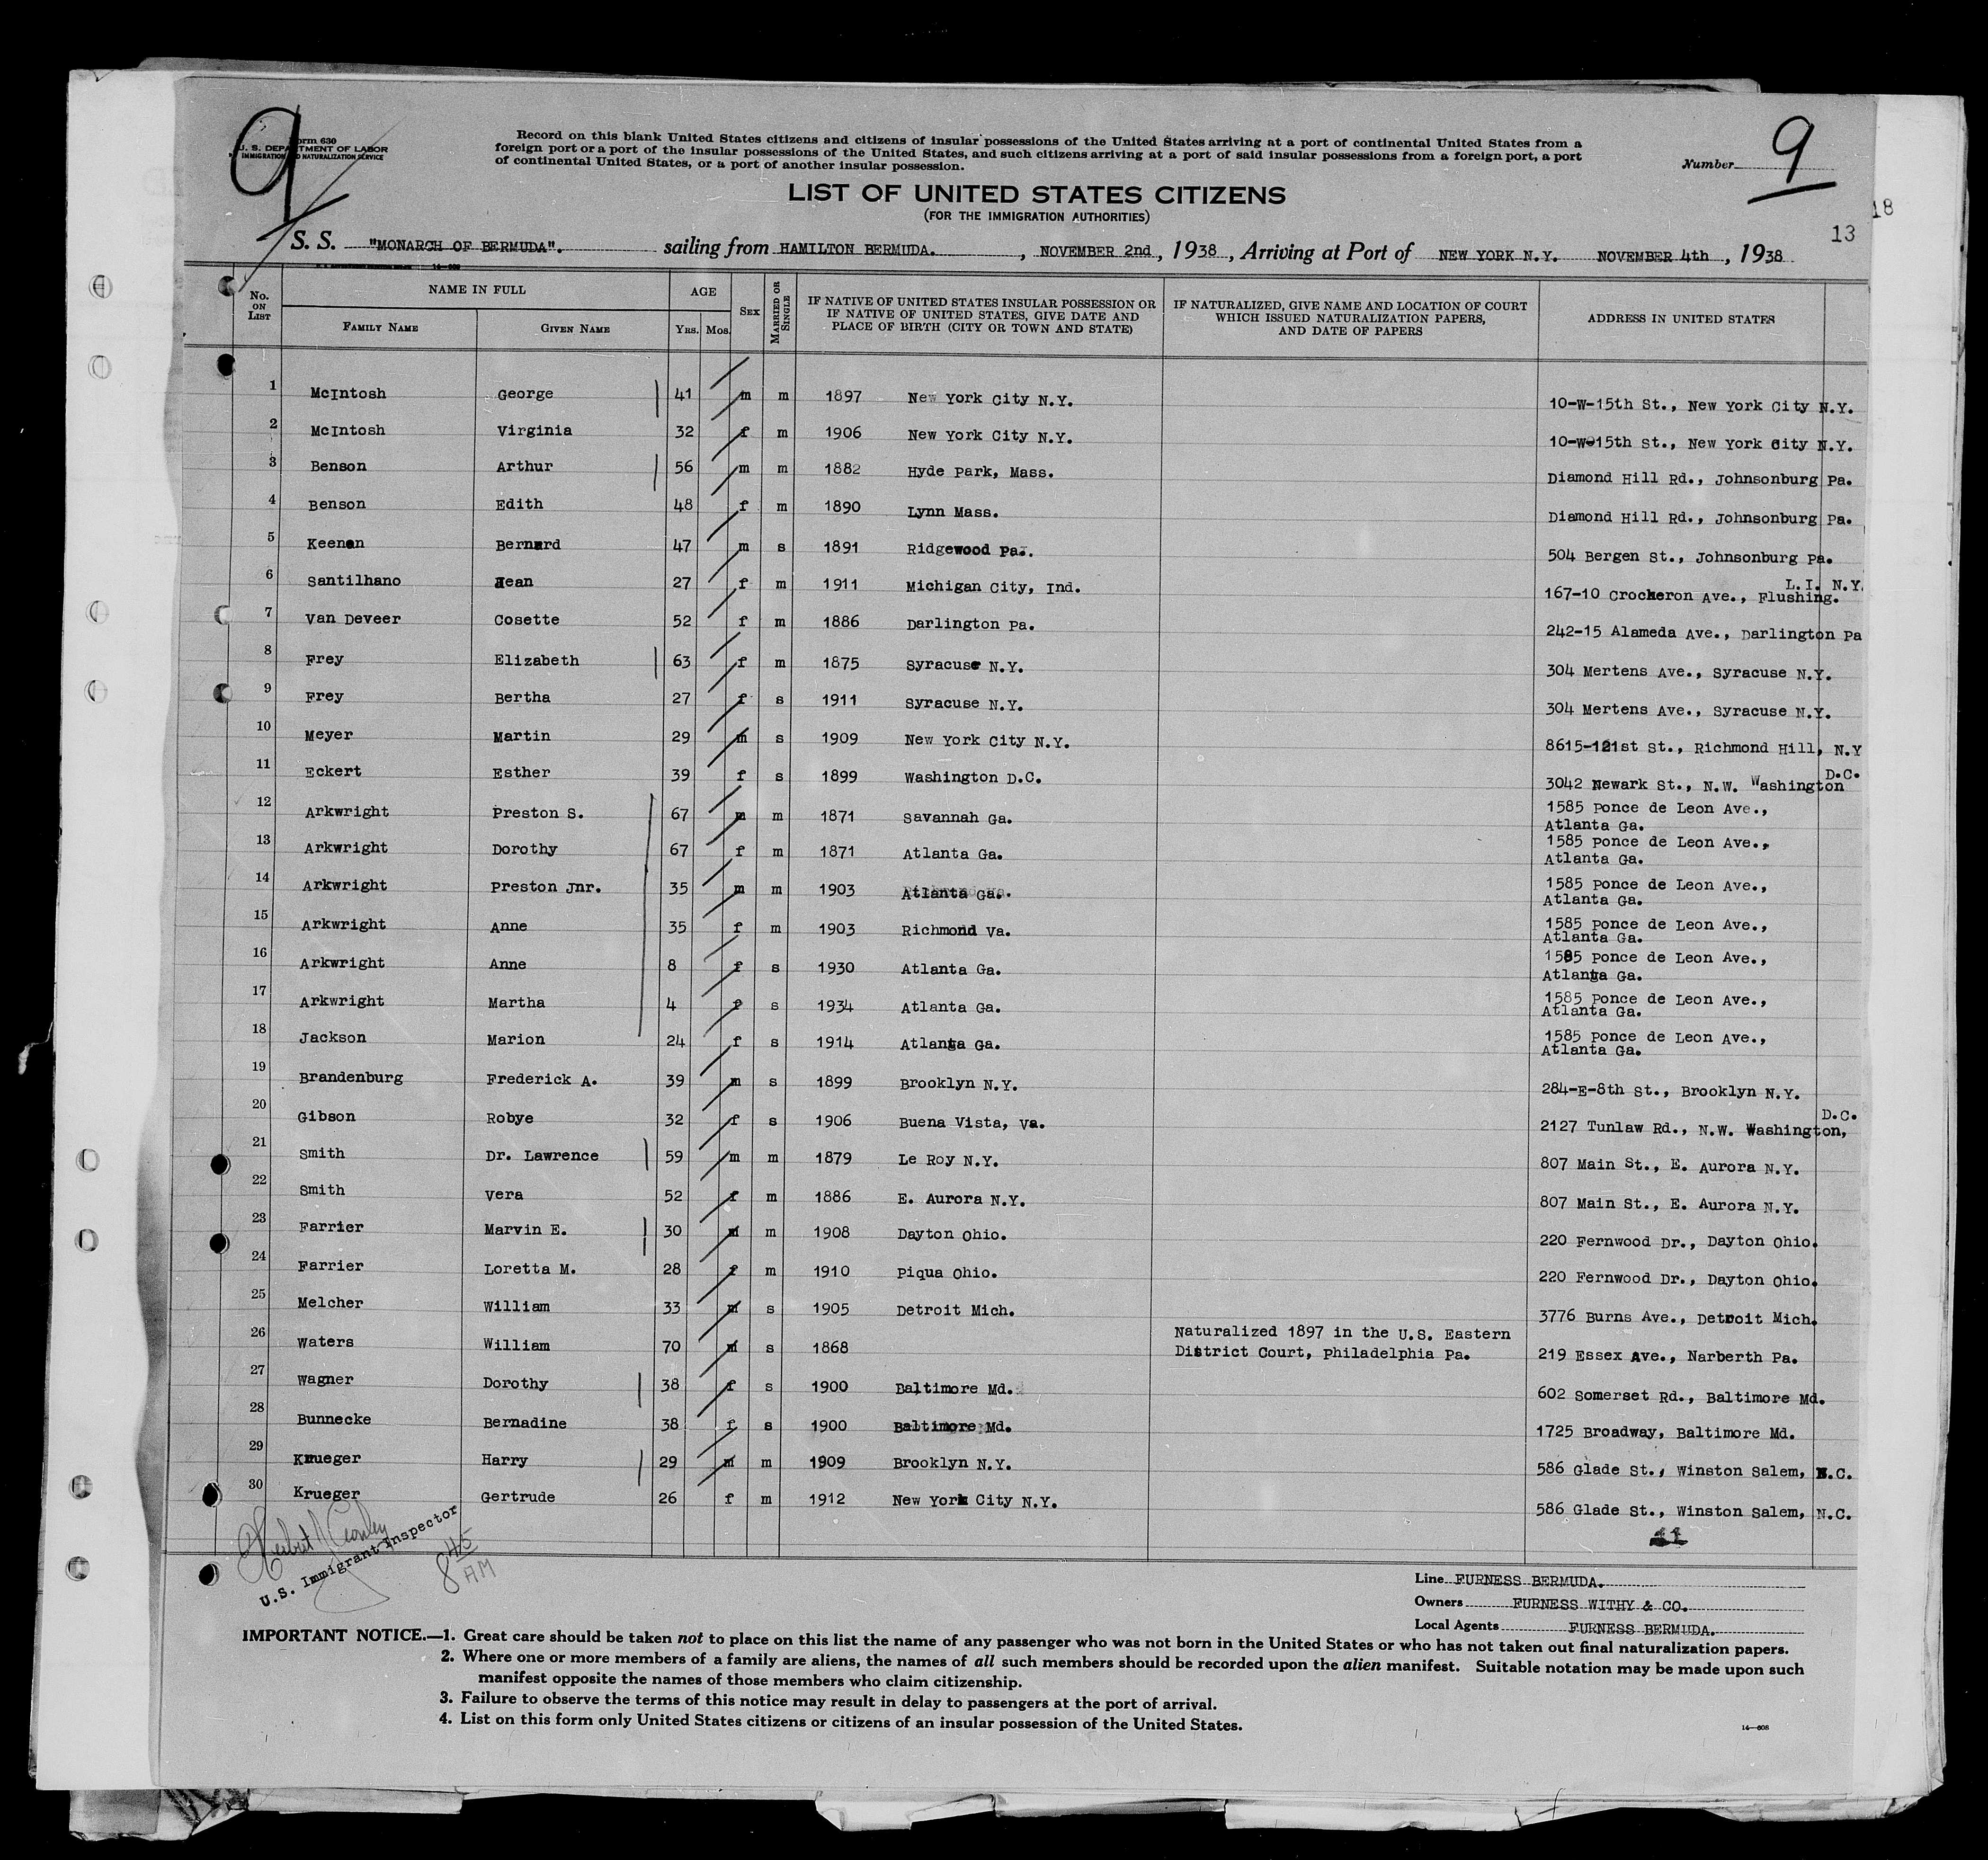 9
Form 630
U. S. DEPARTMENT OF LABOR
IMMIGRATION AND NATURALIZATION SERVICE
Record on this blank United States citizens and citizens of insular possessions of the United States arriving at a port of continental United States from a
foreign port or a port of the insular possessions of the United States, and such citizens arriving at a port of said insular possessions from a foreign port, a port
of continental United States, or a port of another insular possession.
Number 9
LIST OF UNITED STATES CITIZENS
(FOR THE IMMIGRATION AUTHORITIES)
18
13
S. S. "MONARCH OF BERMUDA". sailing from HAMILTON BERMUDA. , NOVEMBER 2nd , 1938 , Arriving at Port of NEW YORK N.Y. NOVEMBER 4th , 1938
No. ON LIST
NAME IN FULL
FAMILY NAME GIVEN NAME
AGE
YRS. MOS.
SEX
MARRIED OR SINGLE
IF NATIVE OF UNITED STATES INSULAR POSSESSION OR
IF NATIVE OF UNITED STATES, GIVE DATE AND
PLACE OF BIRTH (CITY OR TOWN AND STATE)
IF NATURALIZED, GIVE NAME AND LOCATION OF COURT
WHICH ISSUED NATURALIZATION PAPERS,
AND DATE OF PAPERS
ADDRESS IN UNITED STATES
1 McIntosh George 41 m m 1897 New York City N.Y. 10-W-15th St., New York City N.Y.
2 McIntosh Virginia 32 f m 1906 New York City N.Y. 10-W-15th St., New York City N.Y.
3 Benson Arthur 56 m m 1882 Hyde Park, Mass. Diamond Hill Rd., Johnsonburg Pa.
4 Benson Edith 48 f m 1890 Lynn Mass. Diamond Hill Rd., Johnsonburg Pa.
5 Keenan Bernard 47 m s 1891 Ridgewood Pa. 504 Bergen St., Johnsonburg Pa.
6 Santilhano Jean 27 f m 1911 Michigan City, Ind. 167-10 Crocheron Ave., Flushing. L.I. N.Y.
7 Van Deveer Cosette 52 f m 1886 Darlington Pa. 242-15 Alameda Ave., Darlington Pa
8 Frey Elizabeth 63 f m 1875 Syracuse N.Y. 304 Mertens Ave., Syracuse N.Y.
9 Frey Bertha 27 f s 1911 Syracuse N.Y. 304 Mertens Ave., Syracuse N.Y.
10 Meyer Martin 29 m s 1909 New York City N.Y. 8615-121st St., Richmond Hill, N.Y
11 Eckert Esther 39 f s 1899 Washington D.C. 3042 Newark St., N.W. Washington D.C.
12 Arkwright Preston S. 67 m m 1871 Savannah Ga. 1585 Ponce de Leon Ave.,
Atlanta Ga.
13 Arkwright Dorothy 67 f m 1871 Atlanta Ga. 1585 Ponce de Leon Ave.,
Atlanta Ga.
14 Arkwright Preston Jnr. 35 m m 1903 Atlanta Ga. 1585 Ponce de Leon Ave.,
Atlanta Ga.
15 Arkwright Anne 35 f m 1903 Richmond Va. 1585 Ponce de Leon Ave.,
Atlanta Ga.
16 Arkwright Anne 8 f s 1930 Atlanta Ga. 1585 Ponce de Leon Ave.,
Atlanta Ga.
17 Arkwright Martha 4 f s 1934 Atlanta Ga. 1585 Ponce de Leon Ave.,
Atlanta Ga.
18 Jackson Marion 24 f s 1914 Atlanta Ga. 1585 Ponce de Leon Ave.,
Atlanta Ga.
19 Brandenburg Frederick A. 39 m s 1899 Brooklyn N.Y. 284-E-8th St., Brooklyn N.Y.
20 Gibson Robye 32 f s 1906 Buena Vista, Va. 2127 Tunlaw Rd., N.W. Washington, D.C.
21 Smith Dr. Lawrence 59 m m 1879 Le Roy N.Y. 807 Main St., E. Aurora N.Y.
22 Smith Vera 52 f m 1886 E. Aurora N.Y. 807 Main St., E. Aurora N.Y.
23 Farrier Marvin E. 30 m m 1908 Dayton Ohio. 220 Fernwood Dr., Dayton Ohio.
24 Farrier Loretta M. 28 f m 1910 Piqua Ohio. 220 Fernwood Dr., Dayton Ohio.
25 Melcher William 33 m s 1905 Detroit Mich. 3776 Burns Ave., Detroit Mich.
26 Waters William 70 m s 1868 Naturalized 1897 in the U.S. Eastern
District Court, Philadelphia Pa. 219 Essex Ave., Narberth Pa.
27 Wagner Dorothy 38 f s 1900 Baltimore Md. 602 Somerset Rd., Baltimore Md.
28 Bunnecke Bernadine 38 f s 1900 Baltimore Md. 1725 Broadway, Baltimore Md.
29 Krueger Harry 29 m m 1909 Brooklyn N.Y. 586 Glade St., Winston Salem, N.C.
30 Krueger Gertrude 26 f m 1912 New York City N.Y. 586 Glade St., Winston Salem, N.C.
U.S. Immigrant Inspector
8 45 AM
Line FURNESS BERMUDA.
Owners FURNESS WITHY & CO.
Local Agents FURNESS BERMUDA.
IMPORTANT NOTICE.—1. Great care should be taken not to place on this list the name of any passenger who was not born in the United States or who has not taken out final naturalization papers.
2. Where one or more members of a family are aliens, the names of all such members should be recorded upon the alien manifest. Suitable notation may be made upon such
manifest opposite the names of those members who claim citizenship.
3. Failure to observe the terms of this notice may result in delay to passengers at the port of arrival.
4. List on this form only United States citizens or citizens of an insular possession of the United States.
14—608